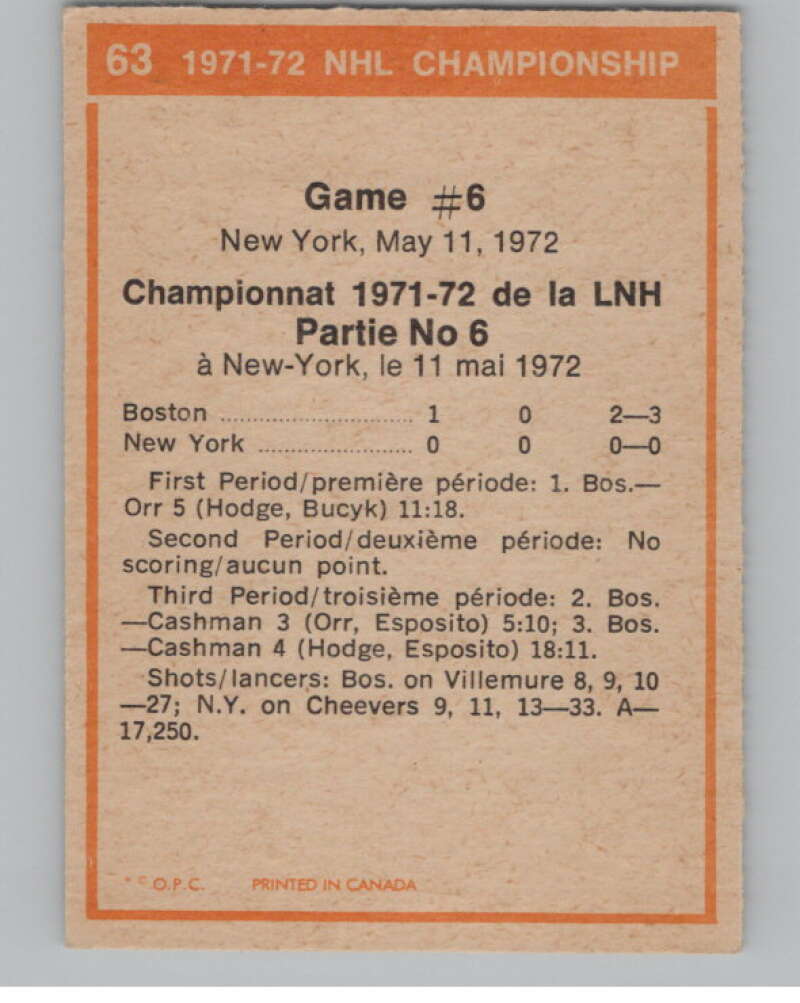 63 1971-72 NHL CHAMPIONSHIP
Game #6
New York, May 11, 1972
Championnat 1971-72 de la LNH
Partie No 6
à New-York, le 11 mai 1972
Boston ............................ 1 0 2—3
New York ...................... 0 0 0—0
First Period/première période: 1. Bos.—
Orr 5 (Hodge, Bucyk) 11:18.
Second Period/deuxième période: No
scoring/aucun point.
Third Period/troisième période: 2. Bos.
—Cashman 3 (Orr, Esposito) 5:10; 3. Bos.
—Cashman 4 (Hodge, Esposito) 18:11.
Shots/lancers: Bos. on Villemure 8, 9, 10
—27; N.Y. on Cheevers 9, 11, 13—33. A—
17,250.
* © O.P.C. PRINTED IN CANADA